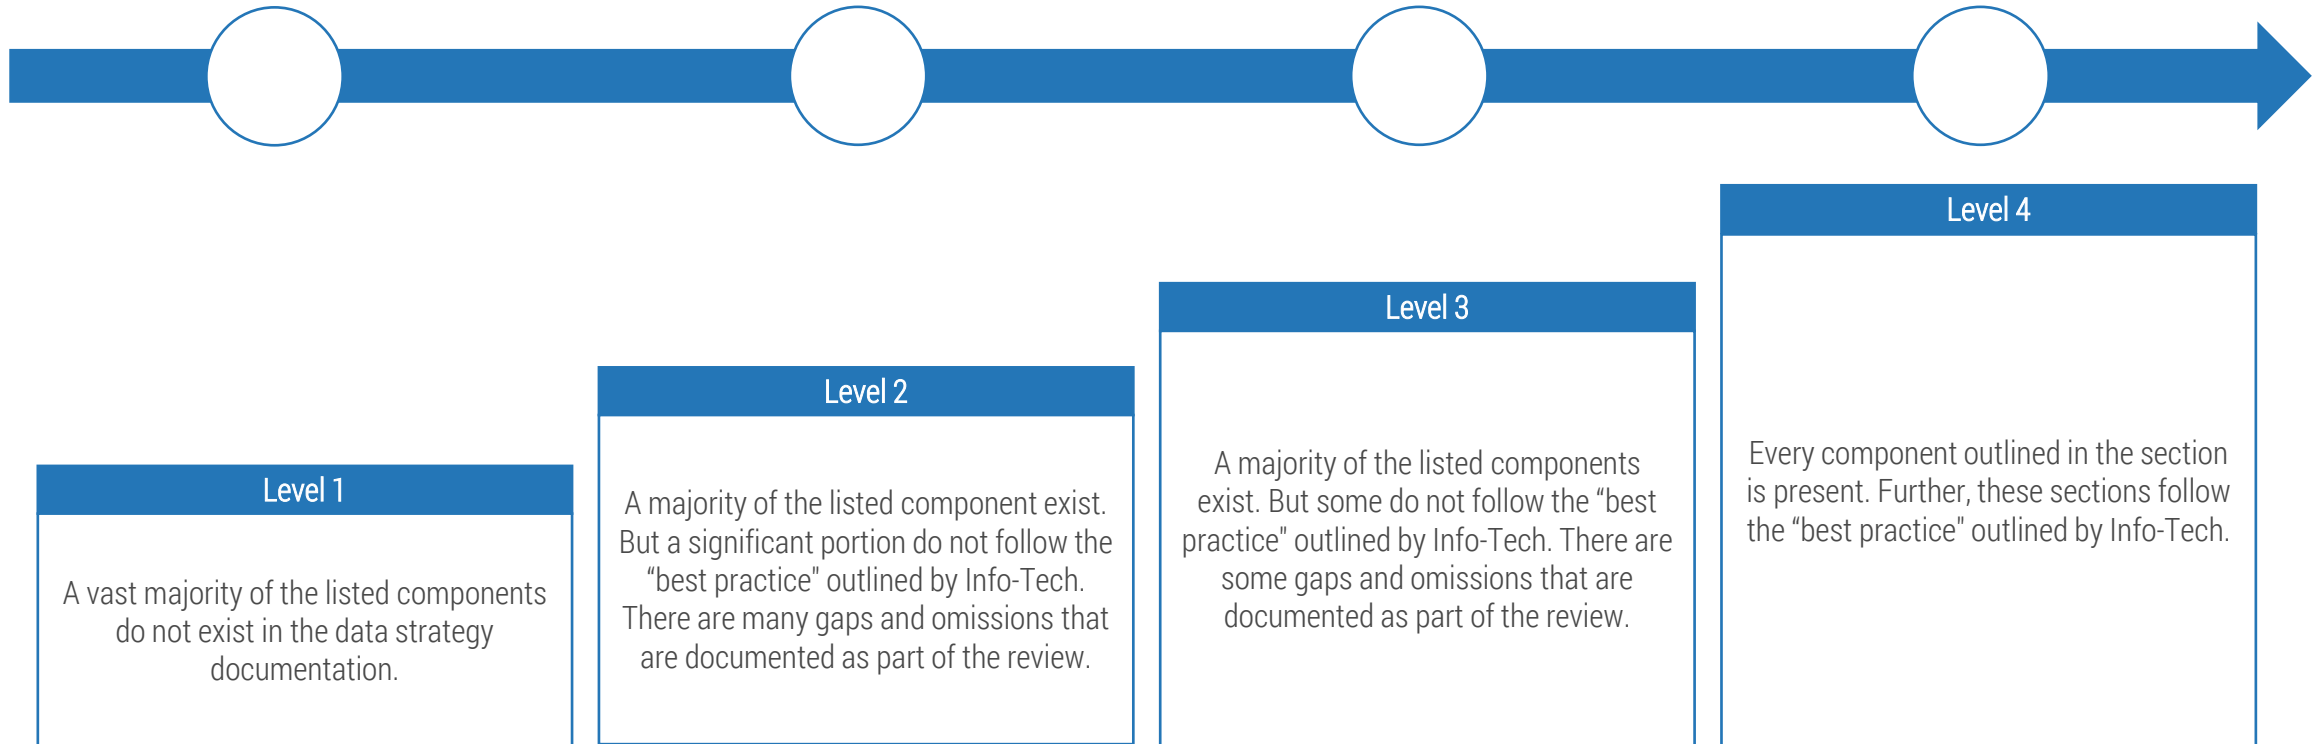 Level 1
A vast majority of the listed components
do not exist in the data strategy
documentation.
Level 2
A majority of the listed component exist.
But a significant portion do not follow the
“best practice" outlined by Info-Tech.
There are many gaps and omissions that
are documented as part of the review.
Level 3
A majority of the listed components
exist. But some do not follow the “best
practice" outlined by Info-Tech. There are
some gaps and omissions that are
documented as part of the review.
Level 4
Every component outlined in the section
is present. Further, these sections follow
the “best practice" outlined by Info-Tech.